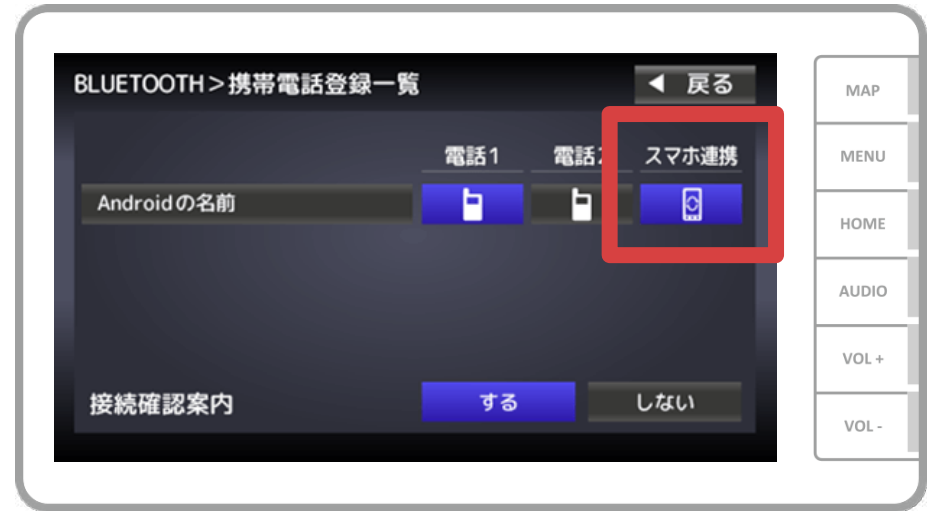 BLUETOOTH>携帯電話登録一覧
◀ 戻る
電話1 電話 スマホ連携
Androidの名前
接続確認案内 する しない
MAP
MENU
HOME
AUDIO
VOL +
VOL -